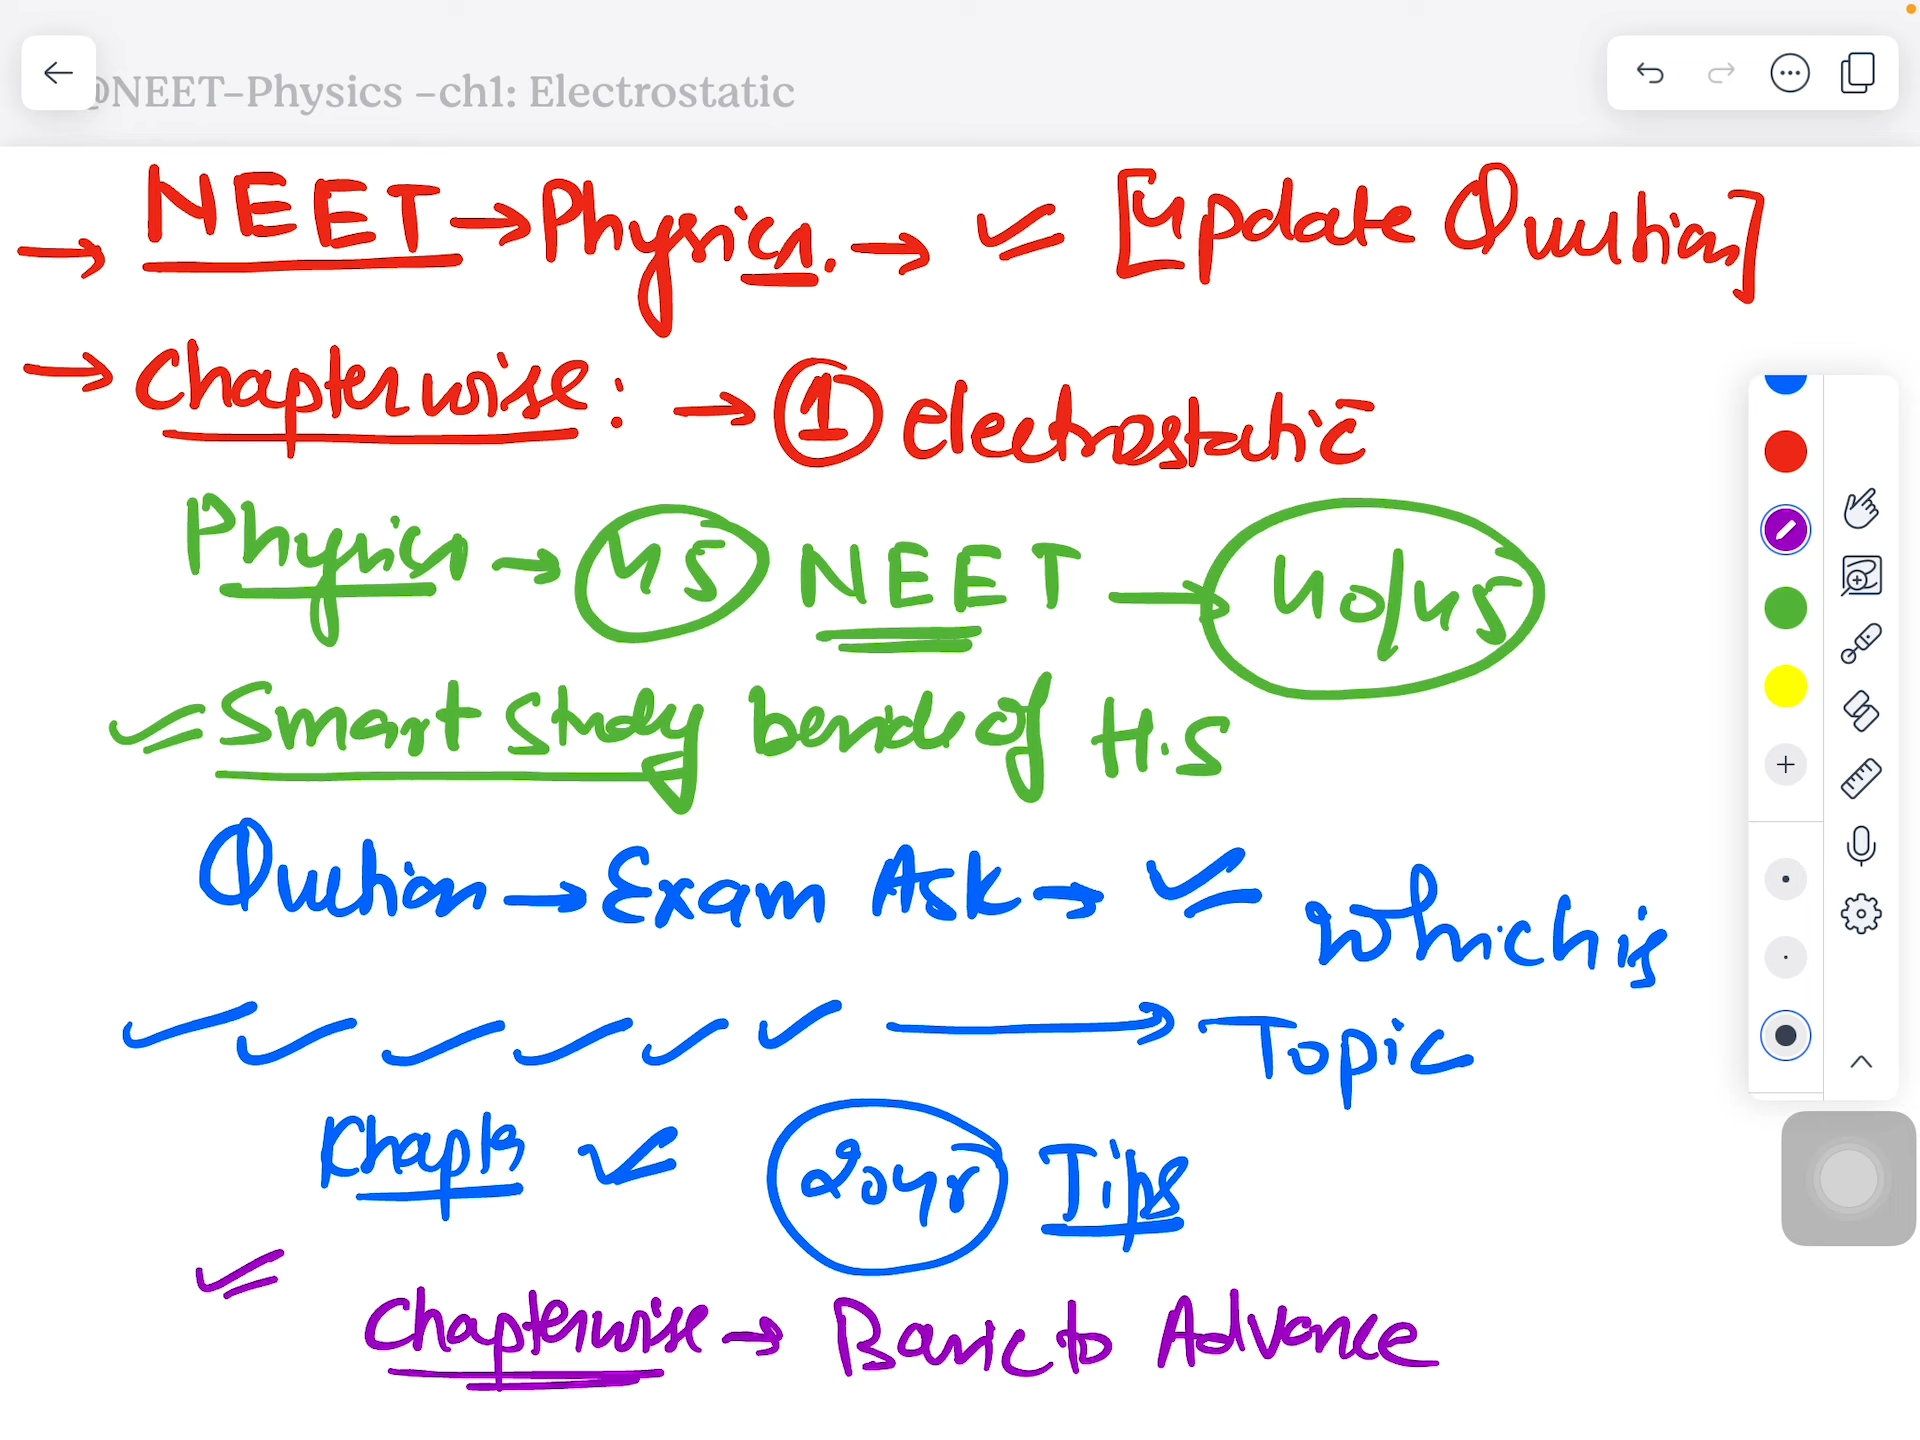 @NEET-Physics -ch1: Electrostatic
→ NEET → Physics. → [update Question]
→ Chapterwise: → ① electrostatic
Physics → 45 NEET → 40/45
Smart Study beside of H.S
Question → Exam Ask → which is
→ Topic
Chapter 20yr Tips
Chapterwise → Basic to Advance